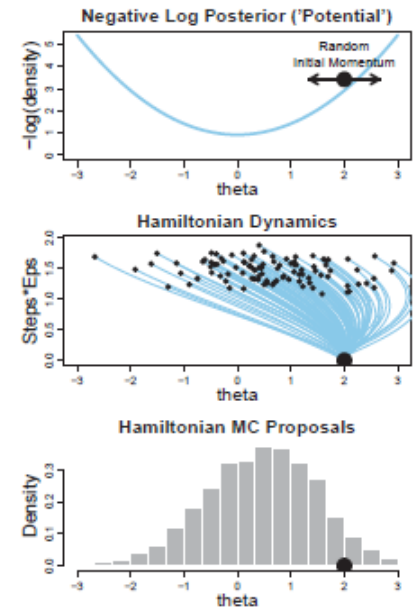 Negative Log Posterior ('Potential')
−log(density)
5
4
3
2
1
0
Random
Initial Momentum
−3 −2 −1 0 1 2 3
theta
Hamiltonian Dynamics
Steps*Eps
2.0
1.5
1.0
0.5
0.0
−3 −2 −1 0 1 2 3
theta
Hamiltonian MC Proposals
Density
0.3
0.2
0.1
0.0
−3 −2 −1 0 1 2 3
theta